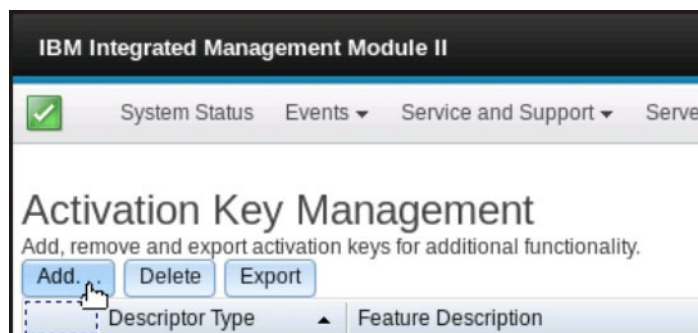 IBM Integrated Management Module II
System Status Events Service and Support
Activation Key Management
Add, remove and export activation keys for additional functionality.
Add... Delete Export
Descriptor Type Feature Description